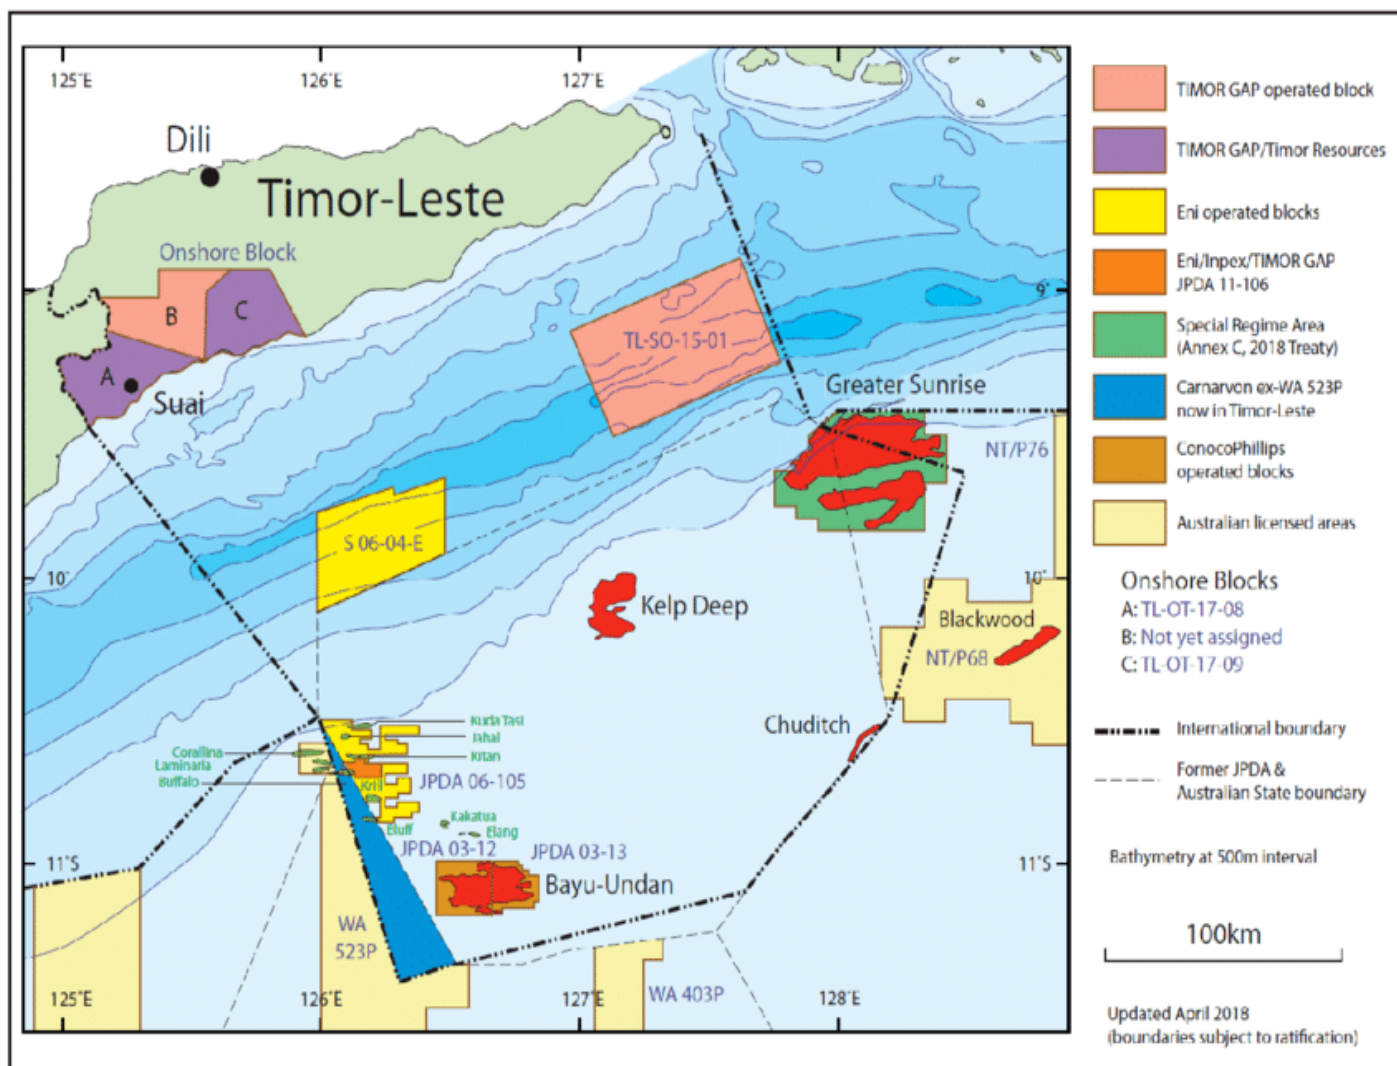 125°E
126°E
127°E
Dili
Timor-Leste
Onshore Block
B
C
A
Suai
9°
TL-SO-15-01
Greater Sunrise
NT/P76
S 06-04-E
10°
10°
Kelp Deep
Blackwood
NT/P68
Chuditch
Kuda Tasi
Jahal
Kitan
Corallina
Laminaria
Buffalo
Krill
JPDA 06-105
Kakatua
Elang
Bluff
JPDA 03-12
JPDA 03-13
11°S
11°S
Bayu-Undan
WA
523P
WA 403P
125°E
126°E
127°E
128°E
TIMOR GAP operated block
TIMOR GAP/Timor Resources
Eni operated blocks
Eni/Inpex/TIMOR GAP
JPDA 11-106
Special Regime Area
(Annex C, 2018 Treaty)
Carnarvon ex-WA 523P
now in Timor-Leste
ConocoPhillips
operated blocks
Australian licensed areas
Onshore Blocks
A: TL-OT-17-08
B: Not yet assigned
C: TL-OT-17-09
International boundary
Former JPDA &
Australian State boundary
Bathymetry at 500m interval
100km
Updated April 2018
(boundaries subject to ratification)